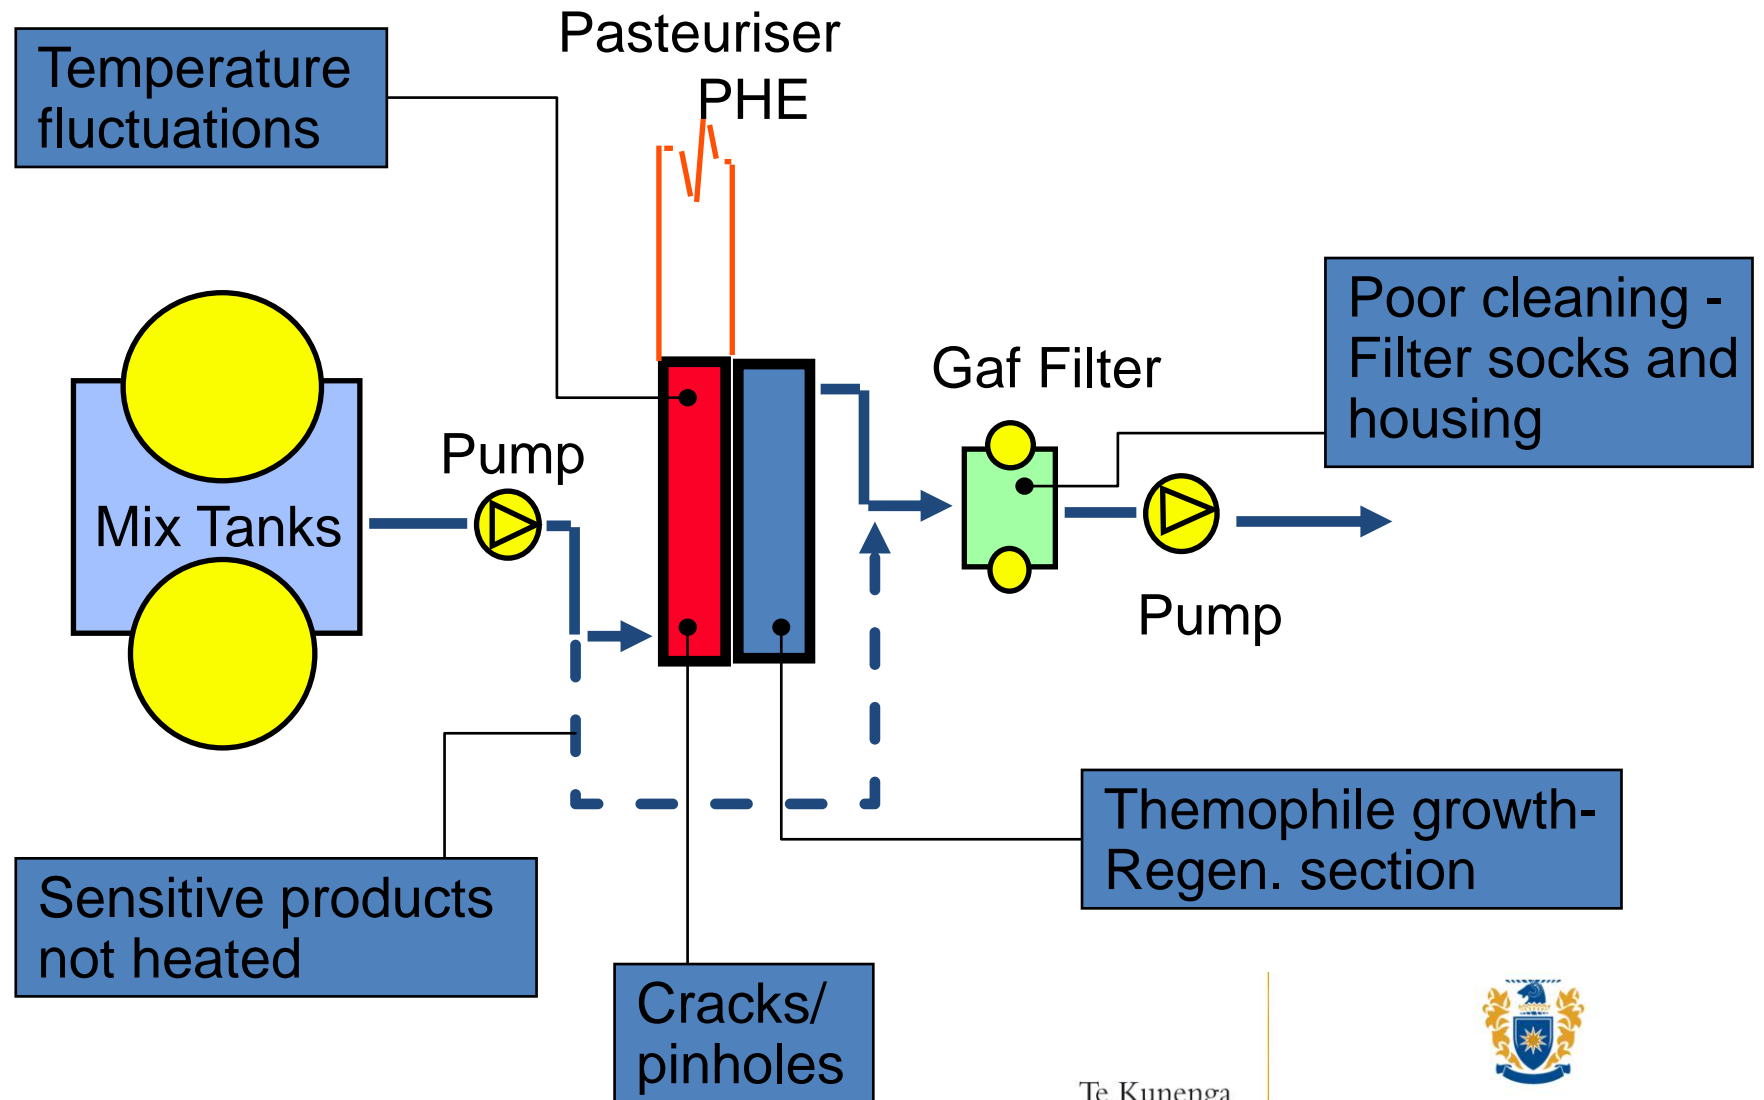 Pasteuriser
PHE
Temperature
fluctuations
Poor cleaning -
Filter socks and
housing
Gaf Filter
Pump
Mix Tanks
Pump
Themophile growth-
Regen. section
Sensitive products
not heated
Cracks/
pinholes
Te Kunenga